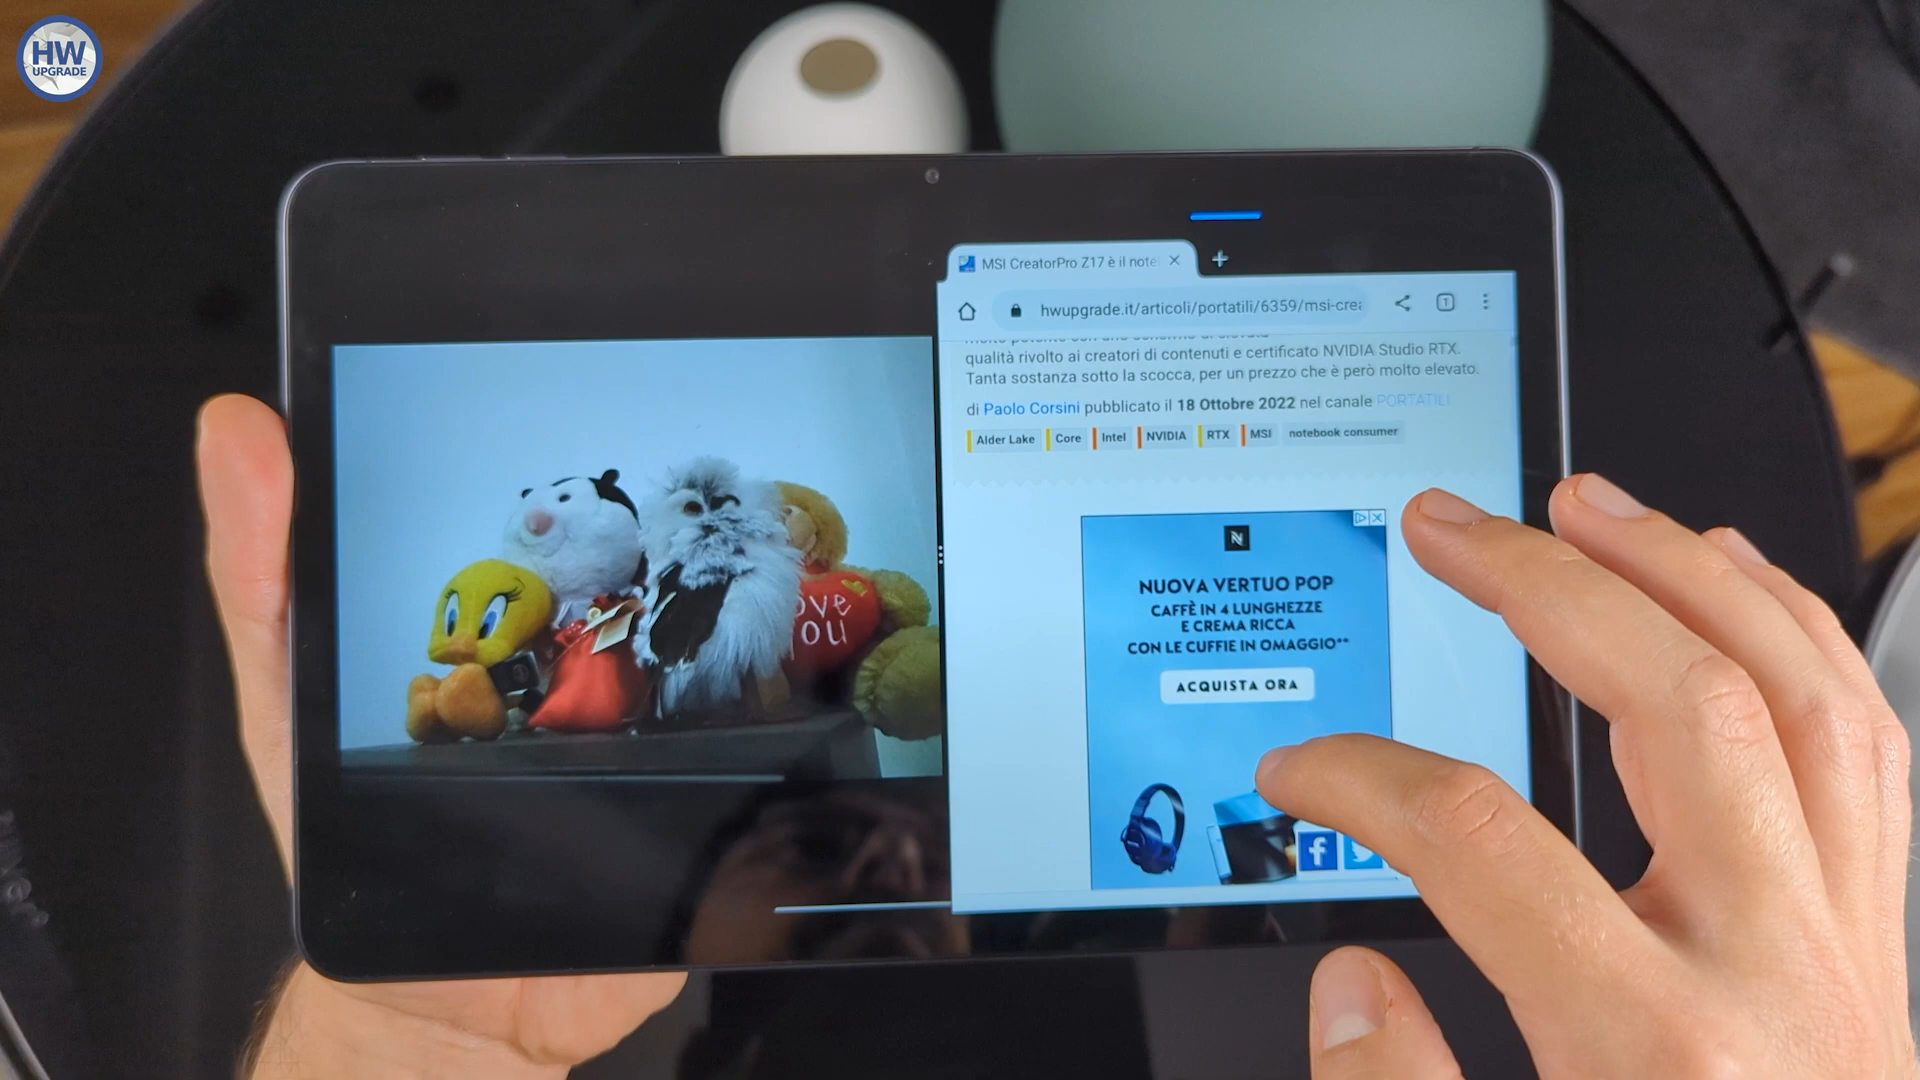 HW
UPGRADE
MSI CreatorPro Z17 è il note
hwupgrade.it/articoli/portatili/6359/msi-crea
qualità rivolto ai creatori di contenuti e certificato NVIDIA Studio RTX.
Tanta sostanza sotto la scocca, per un prezzo che è però molto elevato.
di Paolo Corsini pubblicato il 18 Ottobre 2022 nel canale PORTATILI
Alder Lake Core Intel NVIDIA RTX MSI notebook consumer
N
NUOVA VERTUO POP
CAFFÈ IN 4 LUNGHEZZE
E CREMA RICCA
CON LE CUFFIE IN OMAGGIO**
ACQUISTA ORA
ove
ou
f